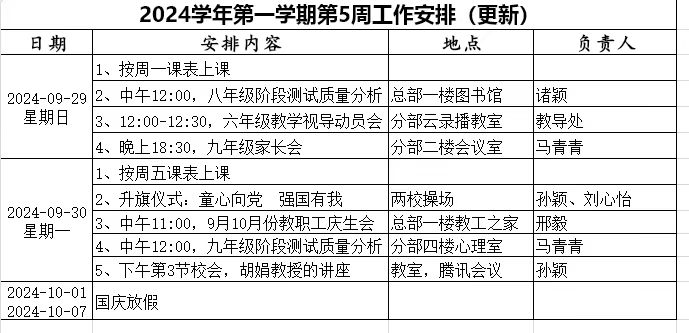 2024学年第一学期第5周工作安排（更新）
日期 安排内容 地点 负责人
2024-09-29 星期日
1、按周一课表上课
2、中午12:00，八年级阶段测试质量分析 总部一楼图书馆 诸颖
3、12:00-12:30，六年级教学视导动员会 分部云录播教室 教导处
4、晚上18:30，九年级家长会 分部二楼会议室 马青青
2024-09-30 星期一
1、按周五课表上课
2、升旗仪式：童心向党 强国有我 两校操场 孙颖、刘心怡
3、中午11:00，9月10月份教职工庆生会 总部一楼教工之家 邢毅
4、中午12:00，九年级阶段测试质量分析 分部四楼心理室 马青青
5、下午第3节校会，胡娟教授的讲座 教室，腾讯会议 孙颖
2024-10-01
2024-10-07
国庆放假